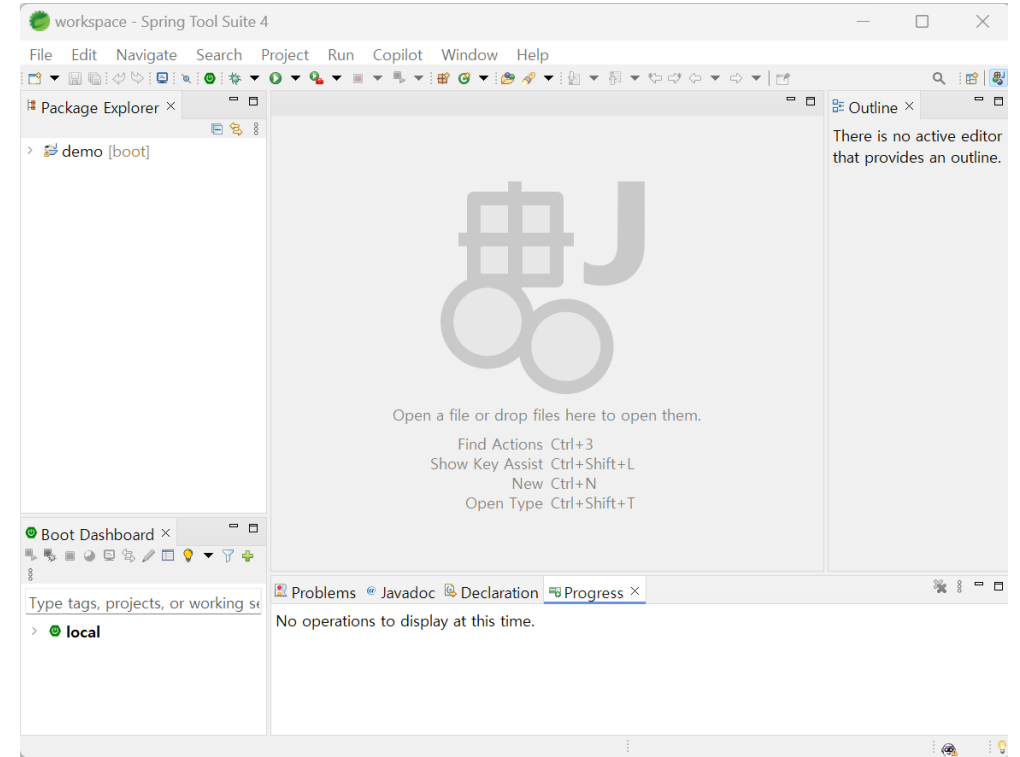 workspace - Spring Tool Suite 4
File Edit Navigate Search Project Run Copilot Window Help
Package Explorer
demo [boot]
Open a file or drop files here to open them.
Find Actions Ctrl+3
Show Key Assist Ctrl+Shift+L
New Ctrl+N
Open Type Ctrl+Shift+T
Outline
There is no active editor
that provides an outline.
Boot Dashboard
Type tags, projects, or working se
local
Problems Javadoc Declaration Progress
No operations to display at this time.